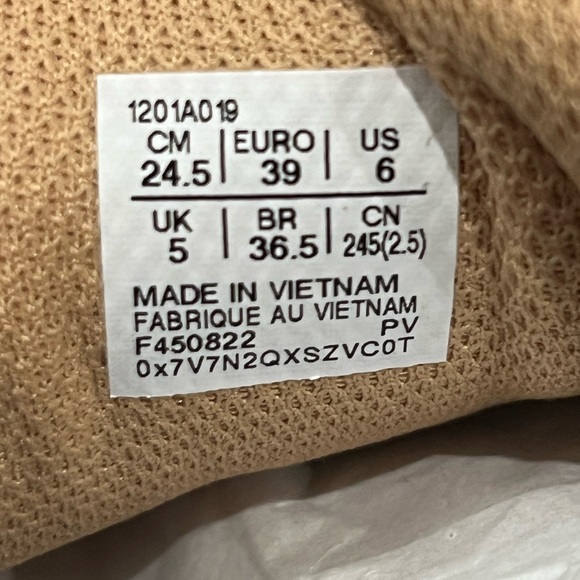 1201A019
CM | EURO | US
24.5 | 39 | 6
UK | BR | CN
5 | 36.5 | 245(2.5)
MADE IN VIETNAM
FABRIQUE AU VIETNAM
F450822 PV
0x7V7N2QXSZVC0T